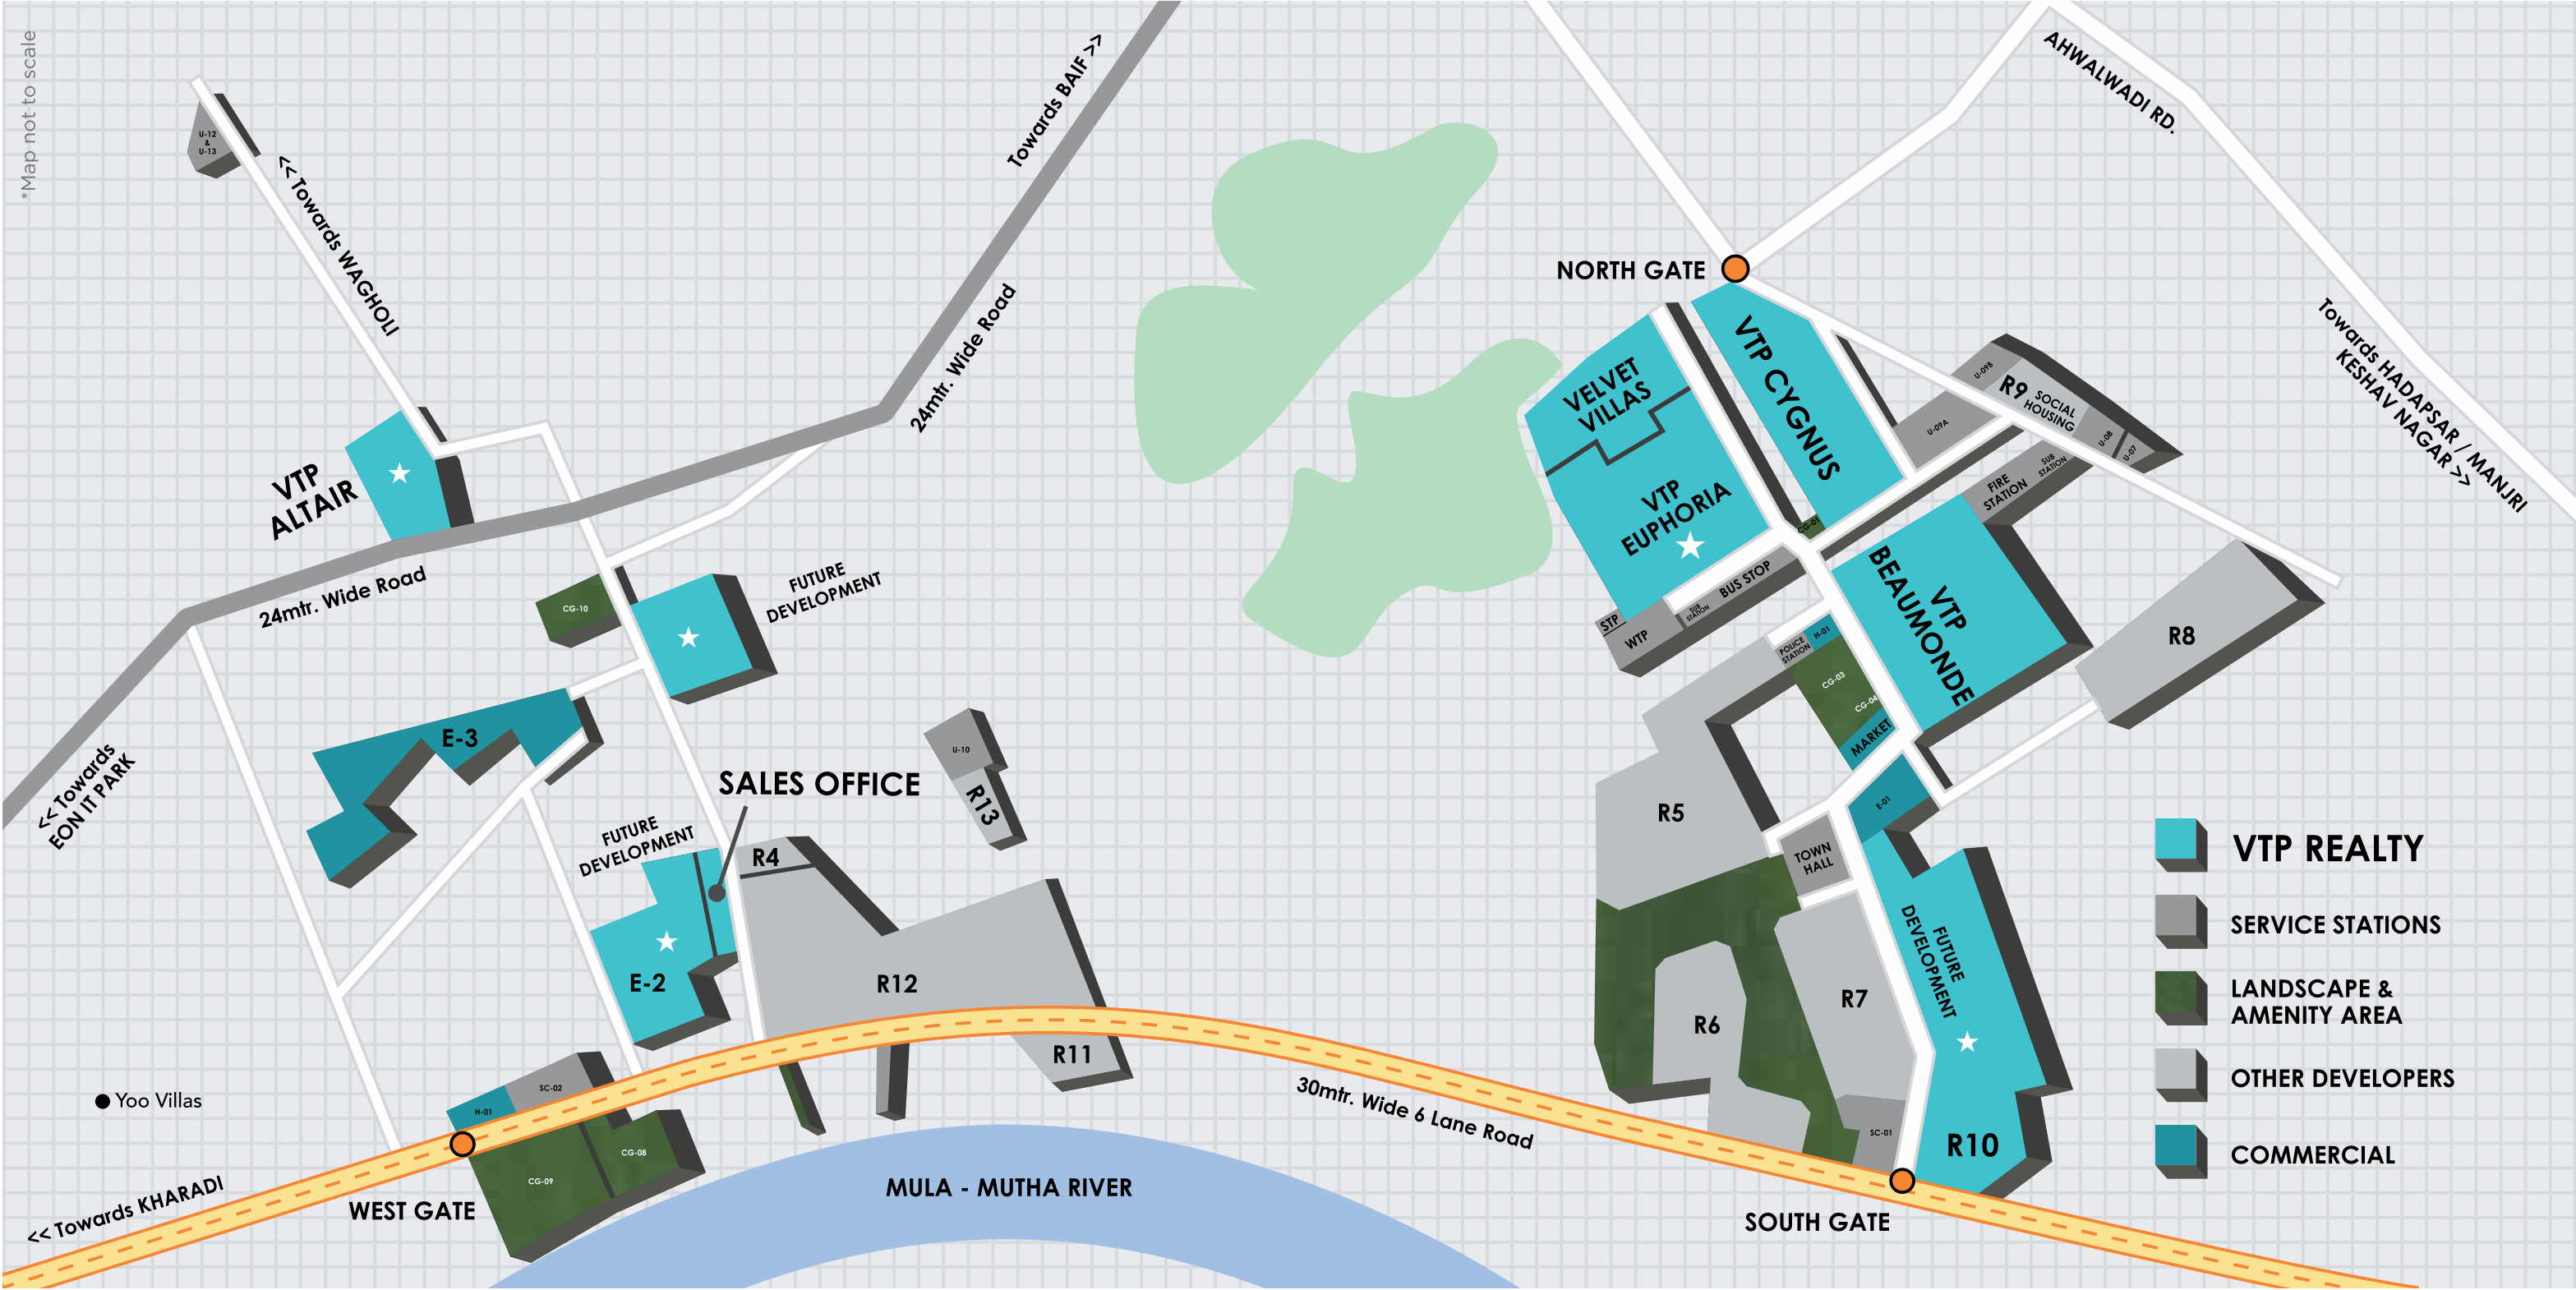 *Map not to scale
U-12
&
U-13
<< Towards WAGHOLI
Towards BAIF >>
24mtr. Wide Road
AHWALWADI RD.
Towards HADAPSAR / MANJRI
KESHAV NAGAR >>
NORTH GATE
VTP CYGNUS
VELVET
VILLAS
VTP
EUPHORIA
U-09B
R9
SOCIAL
HOUSING
U-09A
U-08
U-07
SUB
STATION
FIRE
STATION
CG-01
BUS STOP
SUB
STATION
STP
WTP
VTP
BEAUMONDE
POLICE
STATION
H-01
CG-03
CG-04
MARKET
R8
E-01
R5
TOWN
HALL
R6
R7
FUTURE
DEVELOPMENT
SC-01
R10
SOUTH GATE
VTP
ALTAIR
24mtr. Wide Road
CG-10
FUTURE
DEVELOPMENT
<< Towards
EON IT PARK
E-3
U-10
R13
SALES OFFICE
FUTURE
DEVELOPMENT
R4
E-2
R12
R11
SC-02
H-01
Yoo Villas
CG-08
CG-09
WEST GATE
<< Towards KHARADI
30mtr. Wide 6 Lane Road
MULA - MUTHA RIVER
VTP REALTY
SERVICE STATIONS
LANDSCAPE &
AMENITY AREA
OTHER DEVELOPERS
COMMERCIAL